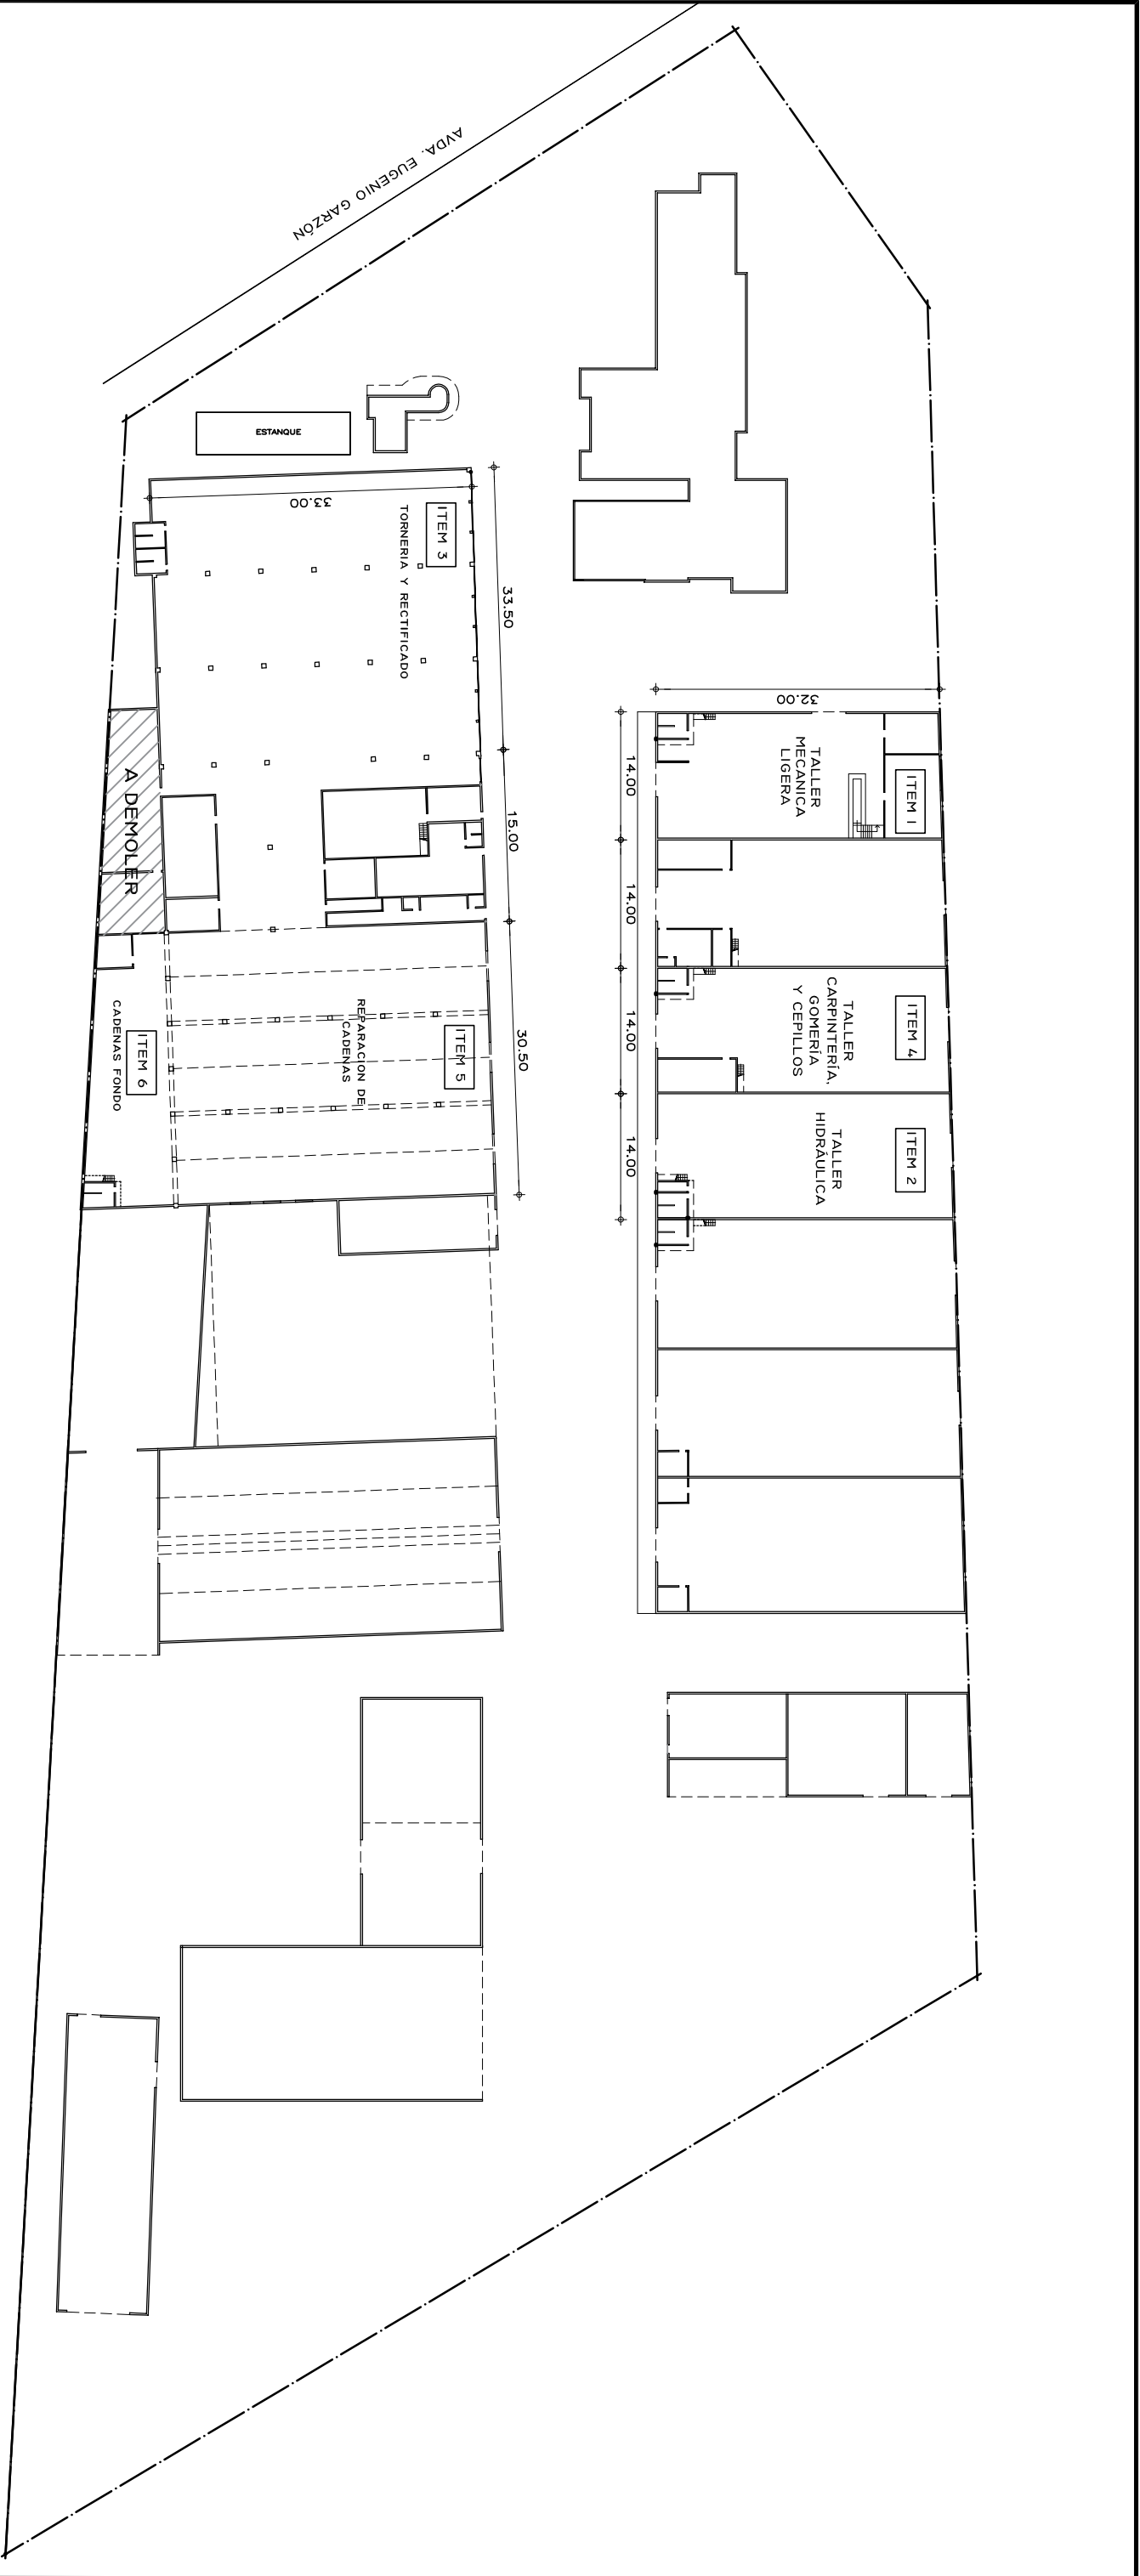 AVDA. EUGENIO GARZÓN
ESTANQUE
33.00
ITEM 3
TORNERIA Y RECTIFICADO
33.50
15.00
30.50
A DEMOLER
ITEM 5
REPARACION DE
CADENAS
ITEM 6
CADENAS FONDO
32.00
14.00
14.00
14.00
14.00
ITEM 1
TALLER
MECANICA
LIGERA
ITEM 4
TALLER
CARPINTERÍA,
GOMERÍA
Y CEPILLOS
ITEM 2
TALLER
HIDRÁULICA